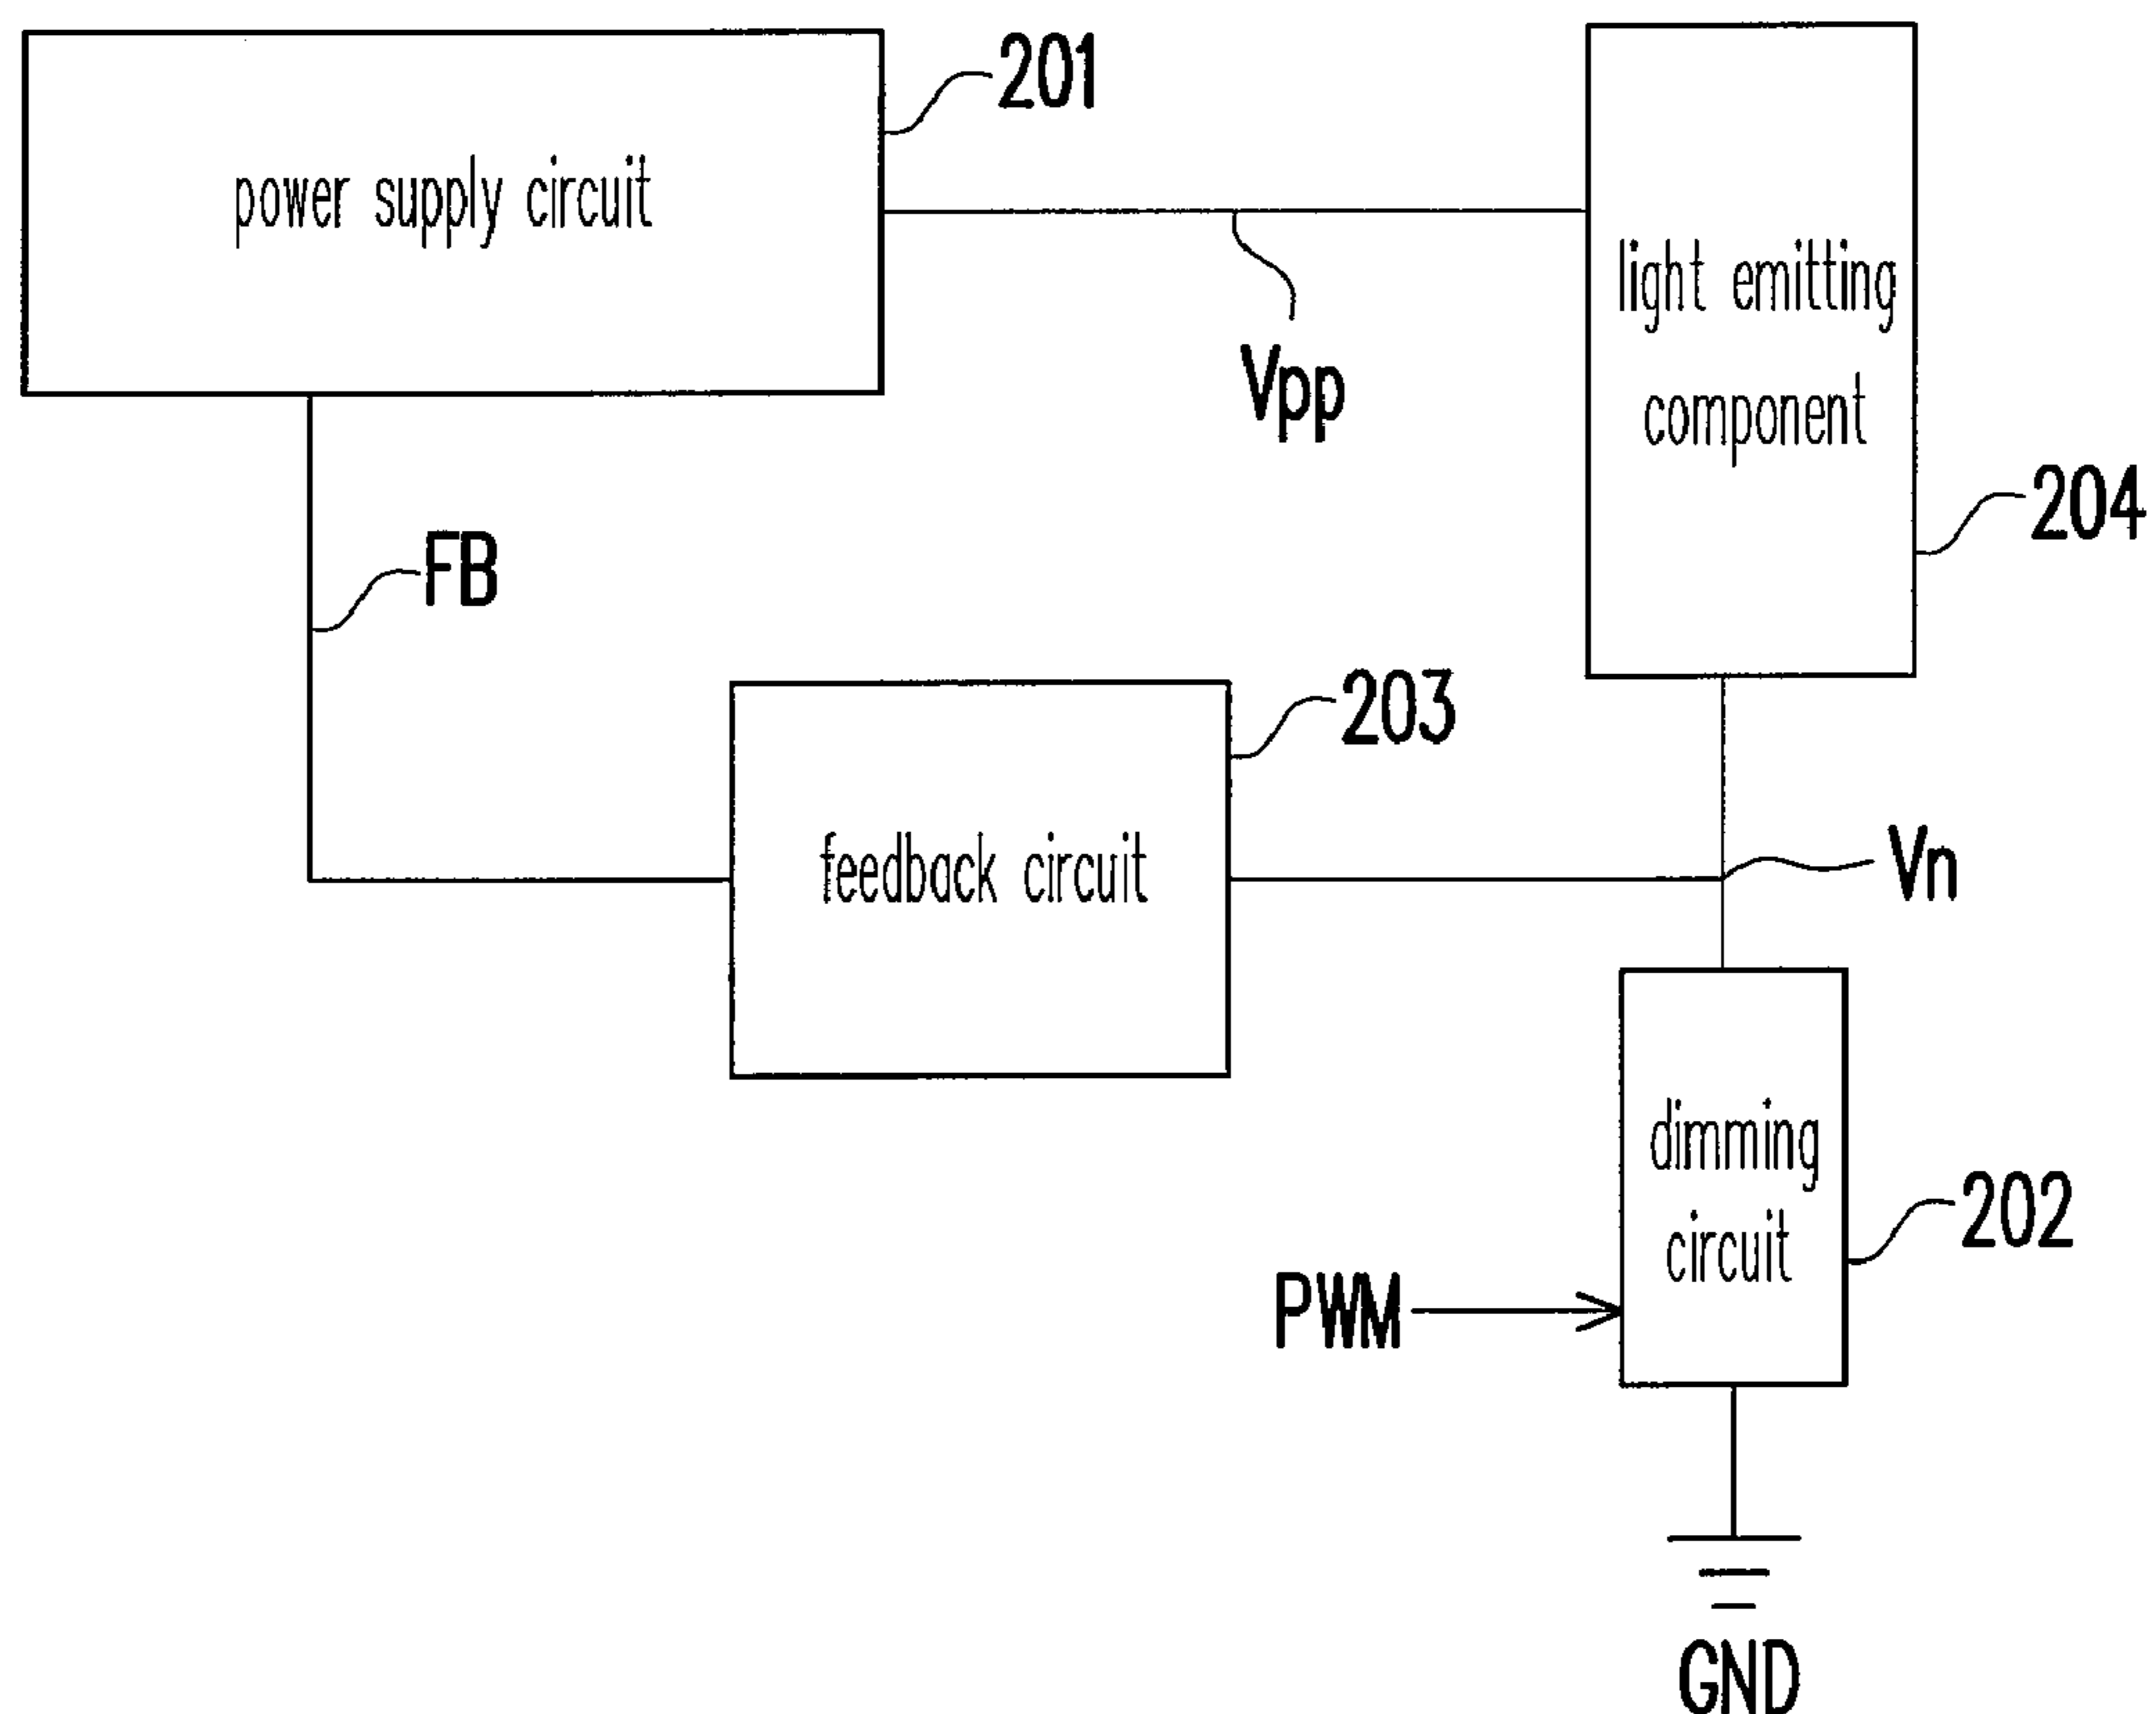 201
power supply circuit
light emitting
component
Vpp
204
FB
203
feedback circuit
Vn
dimming
circuit
202
PWM
GND